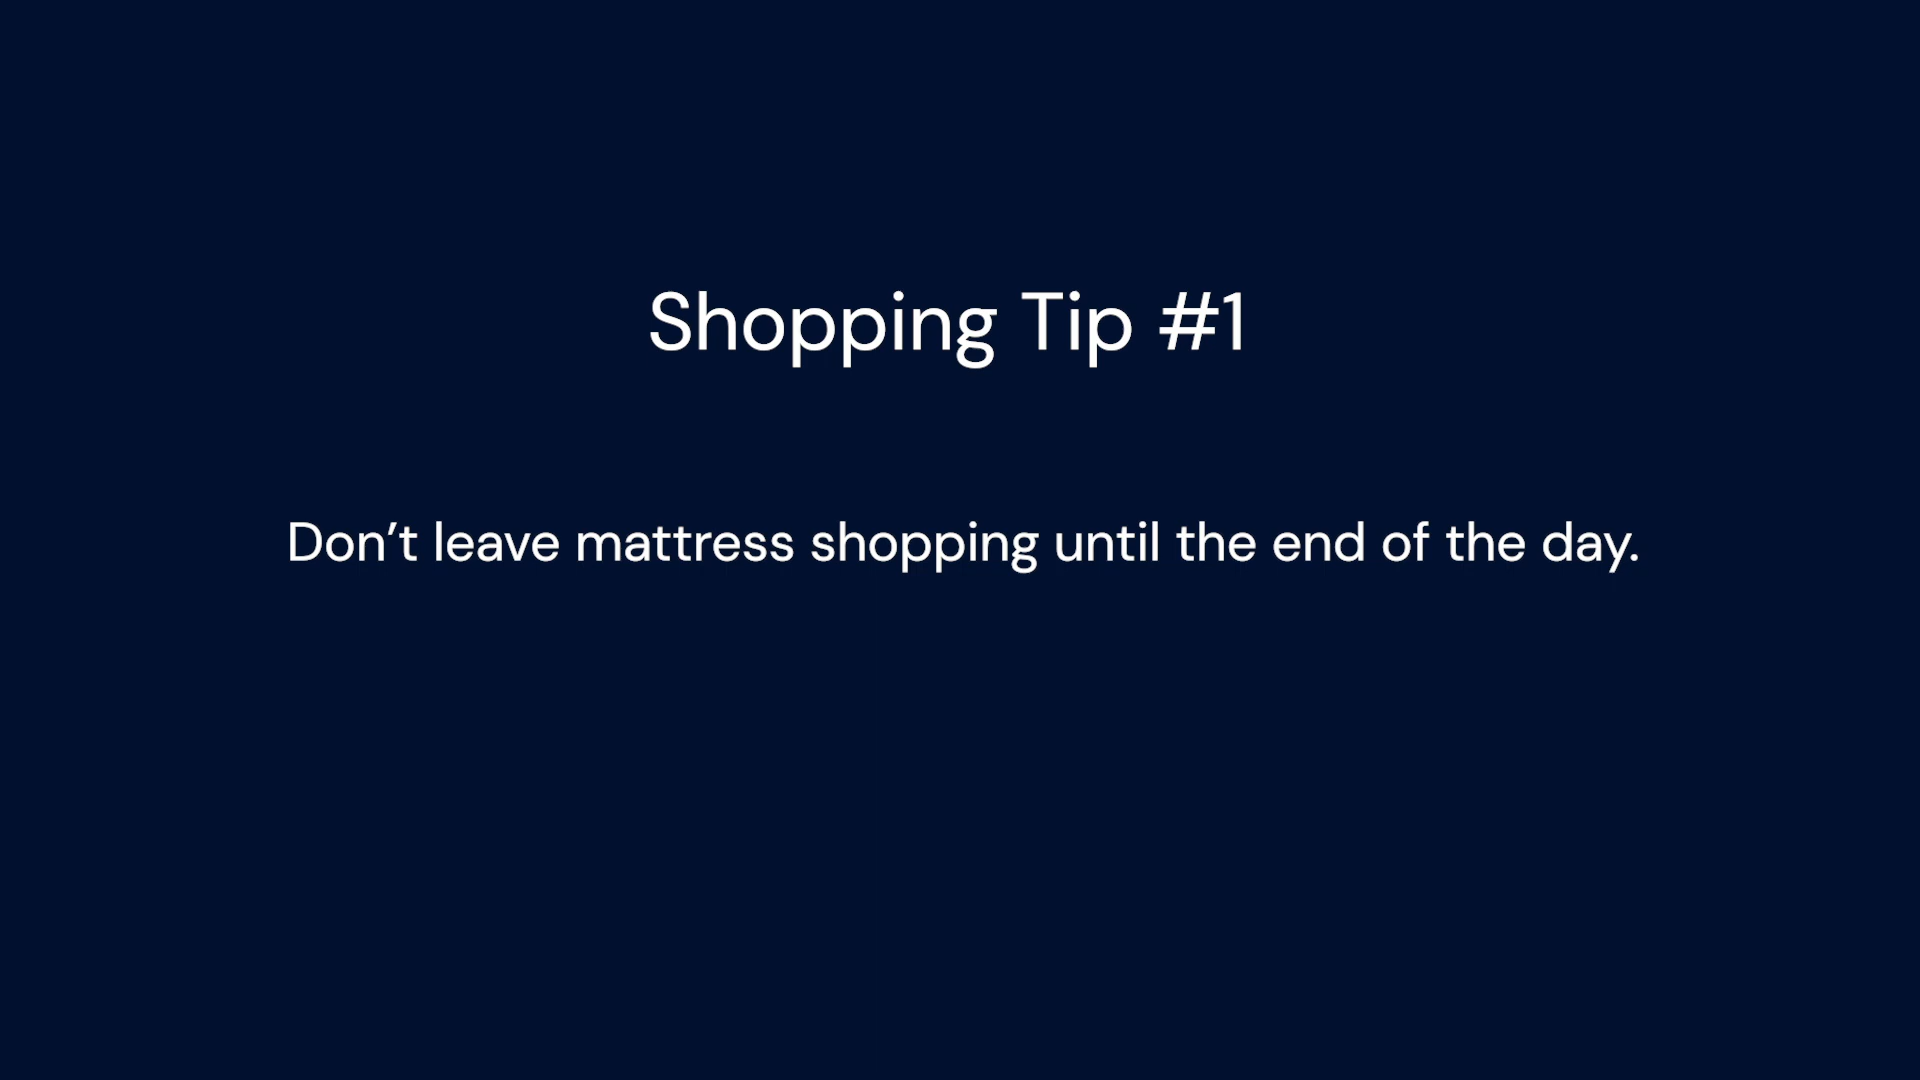 Shopping Tip #1
Don’t leave mattress shopping until the end of the day.